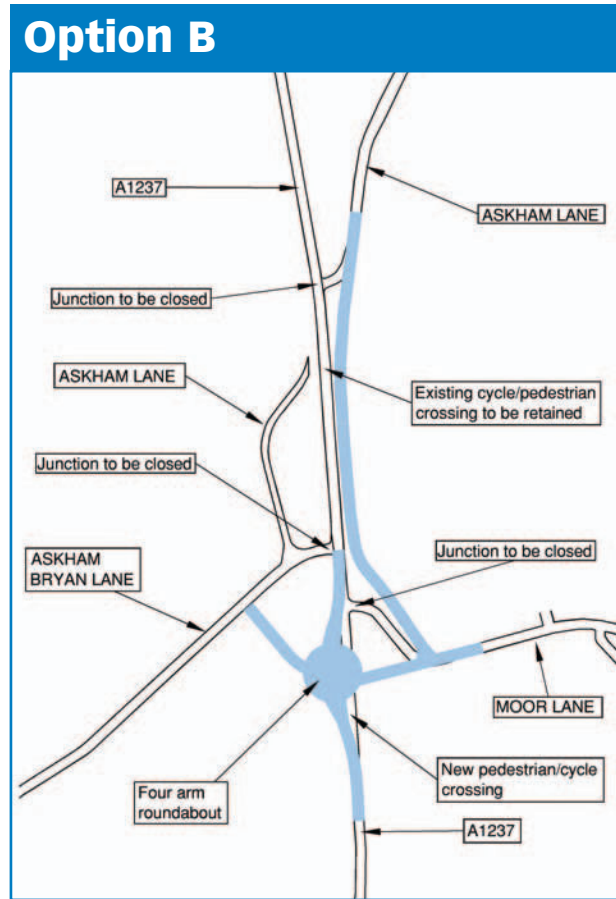 Option B
A1237
ASKHAM LANE
Junction to be closed
ASKHAM LANE
Existing cycle/pedestrian
crossing to be retained
Junction to be closed
ASKHAM
BRYAN LANE
Junction to be closed
MOOR LANE
Four arm
roundabout
New pedestrian/cycle
crossing
A1237